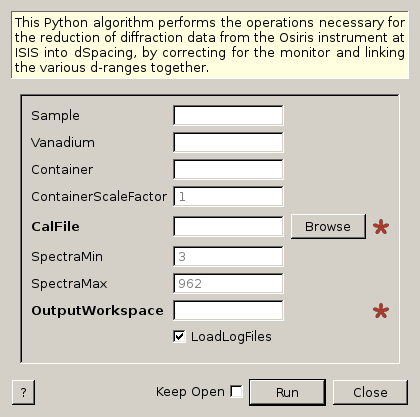 This Python algorithm performs the operations necessary for
the reduction of diffraction data from the Osiris instrument at
ISIS into dSpacing, by correcting for the monitor and linking
the various d-ranges together.
Sample
Vanadium
Container
ContainerScaleFactor 1
CalFile Browse *
SpectraMin 3
SpectraMax 962
OutputWorkspace *
LoadLogFiles
? Keep Open Run Close